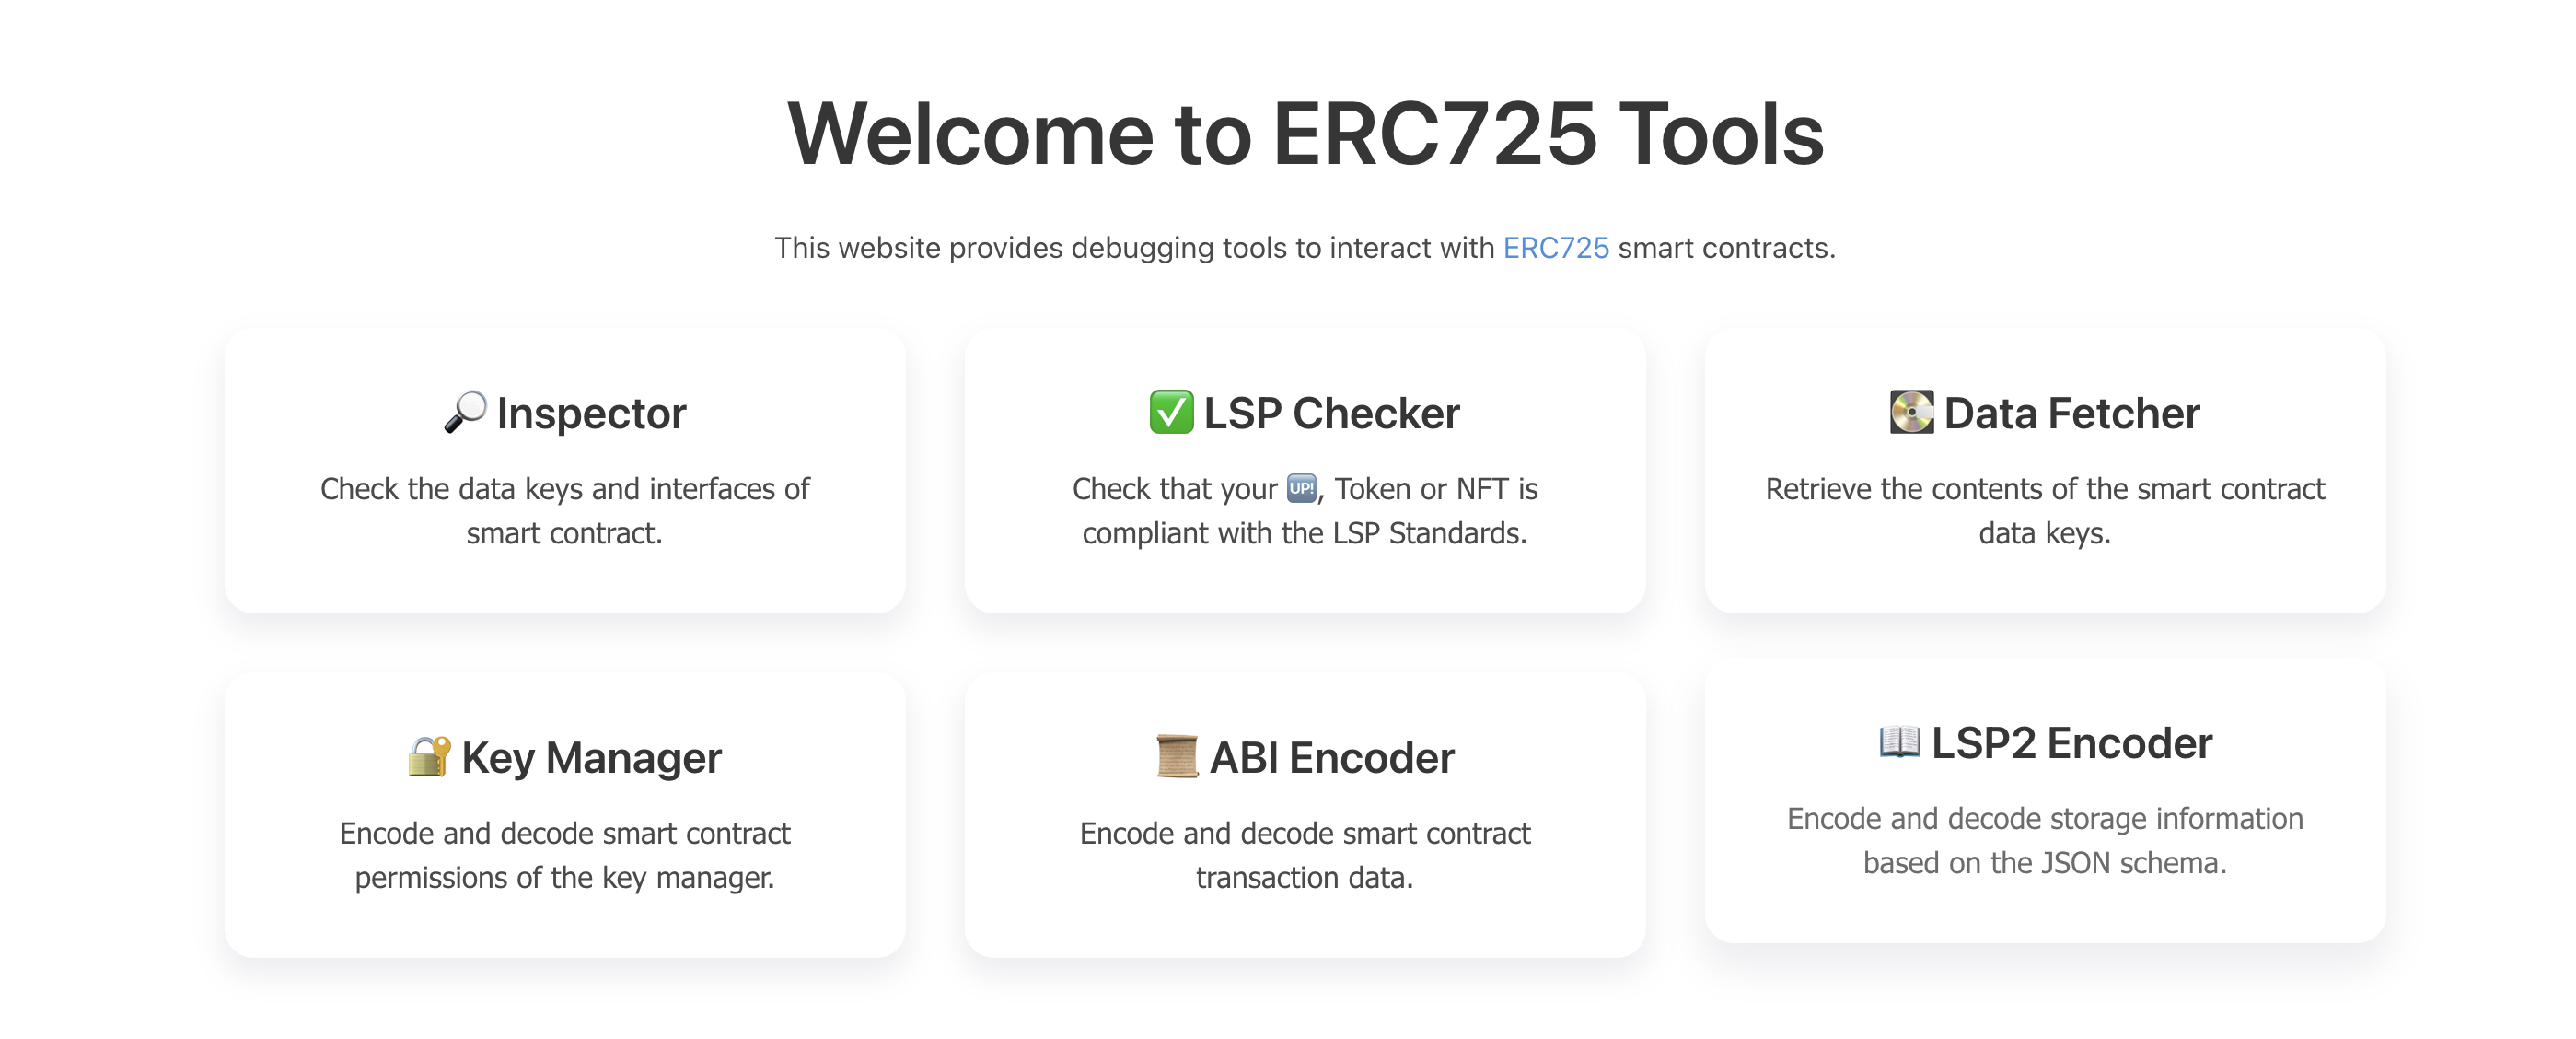 Welcome to ERC725 Tools
This website provides debugging tools to interact with ERC725 smart contracts.
🔎 Inspector
Check the data keys and interfaces of
smart contract.
✅ LSP Checker
Check that your 🆙, Token or NFT is
compliant with the LSP Standards.
💽 Data Fetcher
Retrieve the contents of the smart contract
data keys.
🔐 Key Manager
Encode and decode smart contract
permissions of the key manager.
📜 ABI Encoder
Encode and decode smart contract
transaction data.
📖 LSP2 Encoder
Encode and decode storage information
based on the JSON schema.